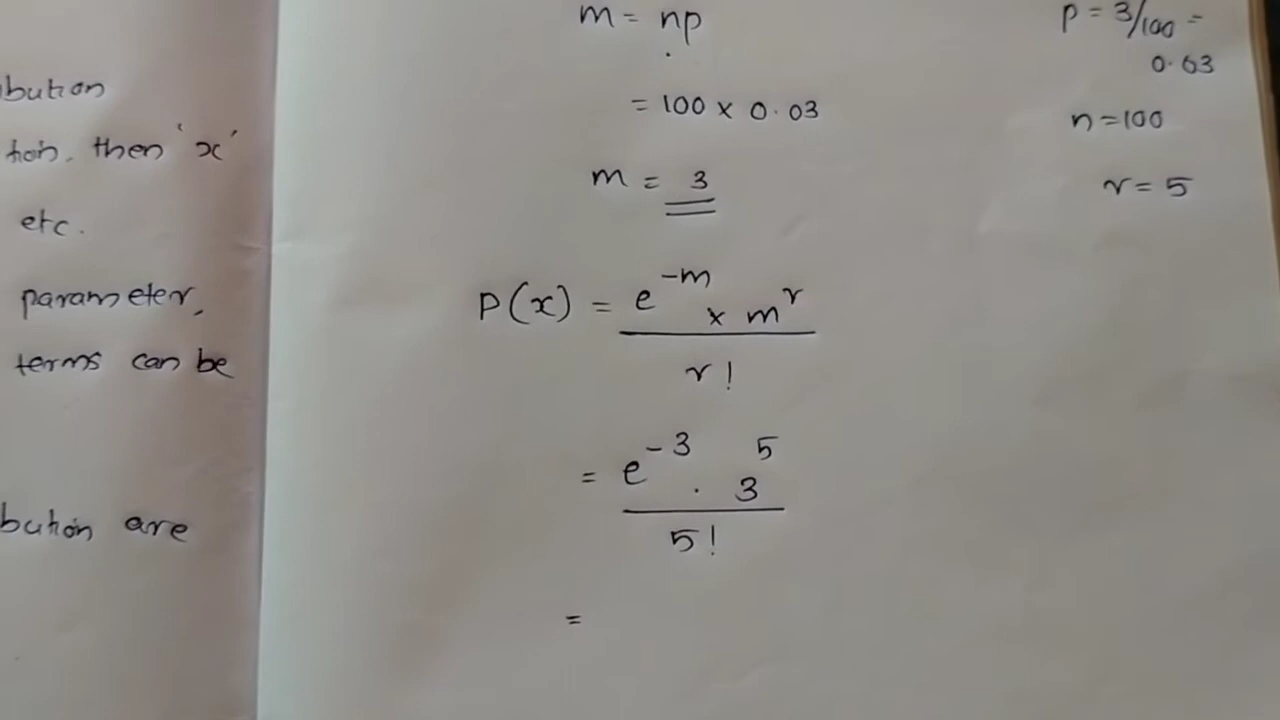 bution
tion. then 'x'
etc.
parameter,
terms can be
bution are
m = np
= 100 x 0.03
m = 3
P(x) = e^-m x m^r
r!
= e^-3 . 3^5
5!
=
p = 3/100 =
0.03
n=100
r = 5